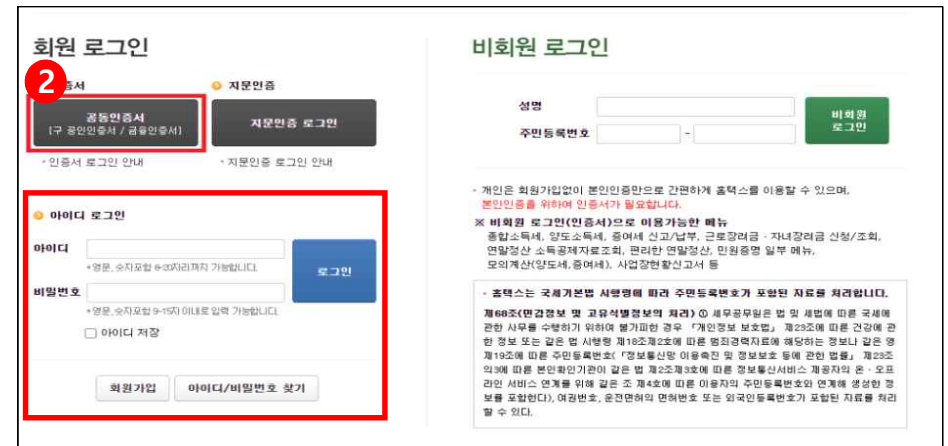 회원 로그인
2
증서
지문인증
공동인증서
[구 공인인증서 / 금융인증서]
지문인증 로그인
인증서 로그인 안내
지문인증 로그인 안내
아이디 로그인
아이디
*영문, 숫자포함 6-20자리까지 가능합니다.
비밀번호
*영문, 숫자포함 9-15자 이내로 입력 가능합니다.
로그인
아이디 저장
회원가입
아이디/비밀번호 찾기
비회원 로그인
성명
주민등록번호
-
비회원
로그인
- 개인은 회원가입없이 본인인증만으로 간편하게 홈택스를 이용할 수 있으며,
본인인증을 위하여 인증서가 필요합니다.
※ 비회원 로그인(인증서)으로 이용가능한 메뉴
종합소득세, 양도소득세, 증여세 신고/납부, 근로장려금 · 자녀장려금 신청/조회,
연말정산 소득공제자료조회, 편리한 연말정산, 민원증명 일부 메뉴,
모의계산(양도세,증여세), 사업장현황신고서 등
- 홈택스는 국세기본법 시행령에 따라 주민등록번호가 포함된 자료를 처리합니다.
제68조(민감정보 및 고유식별정보의 처리) ① 세무공무원은 법 및 세법에 따른 국세에
관한 사무를 수행하기 위하여 불가피한 경우 「개인정보 보호법」 제23조에 따른 건강에 관
한 정보 또는 같은 법 시행령 제18조제2호에 따른 범죄경력자료에 해당하는 정보나 같은 영
제19조에 따른 주민등록번호(「정보통신망 이용촉진 및 정보보호 등에 관한 법률」 제23조
의3에 따른 본인확인기관이 같은 법 제2조제3호에 따른 정보통신서비스 제공자의 온 · 오프
라인 서비스 연계를 위해 같은 조 제4호에 따른 이용자의 주민등록번호와 연계해 생성한 정
보를 포함한다), 여권번호, 운전면허의 면허번호 또는 외국인등록번호가 포함된 자료를 처리
할 수 있다.